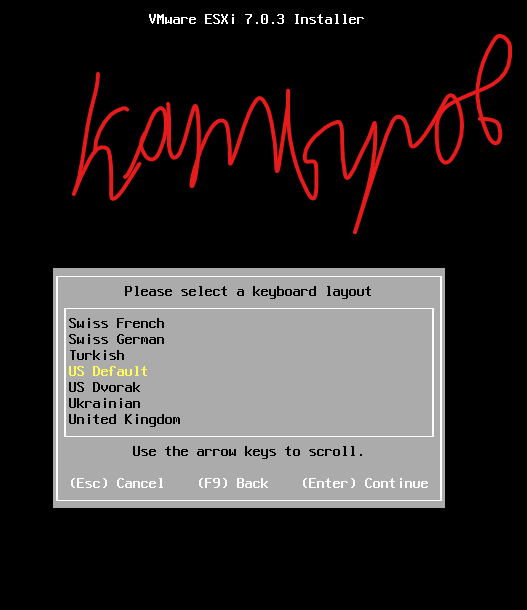 VMware ESXi 7.0.3 Installer
Please select a keyboard layout
Swiss French
Swiss German
Turkish
US Default
US Dvorak
Ukrainian
United Kingdom
Use the arrow keys to scroll.
(Esc) Cancel (F9) Back (Enter) Continue